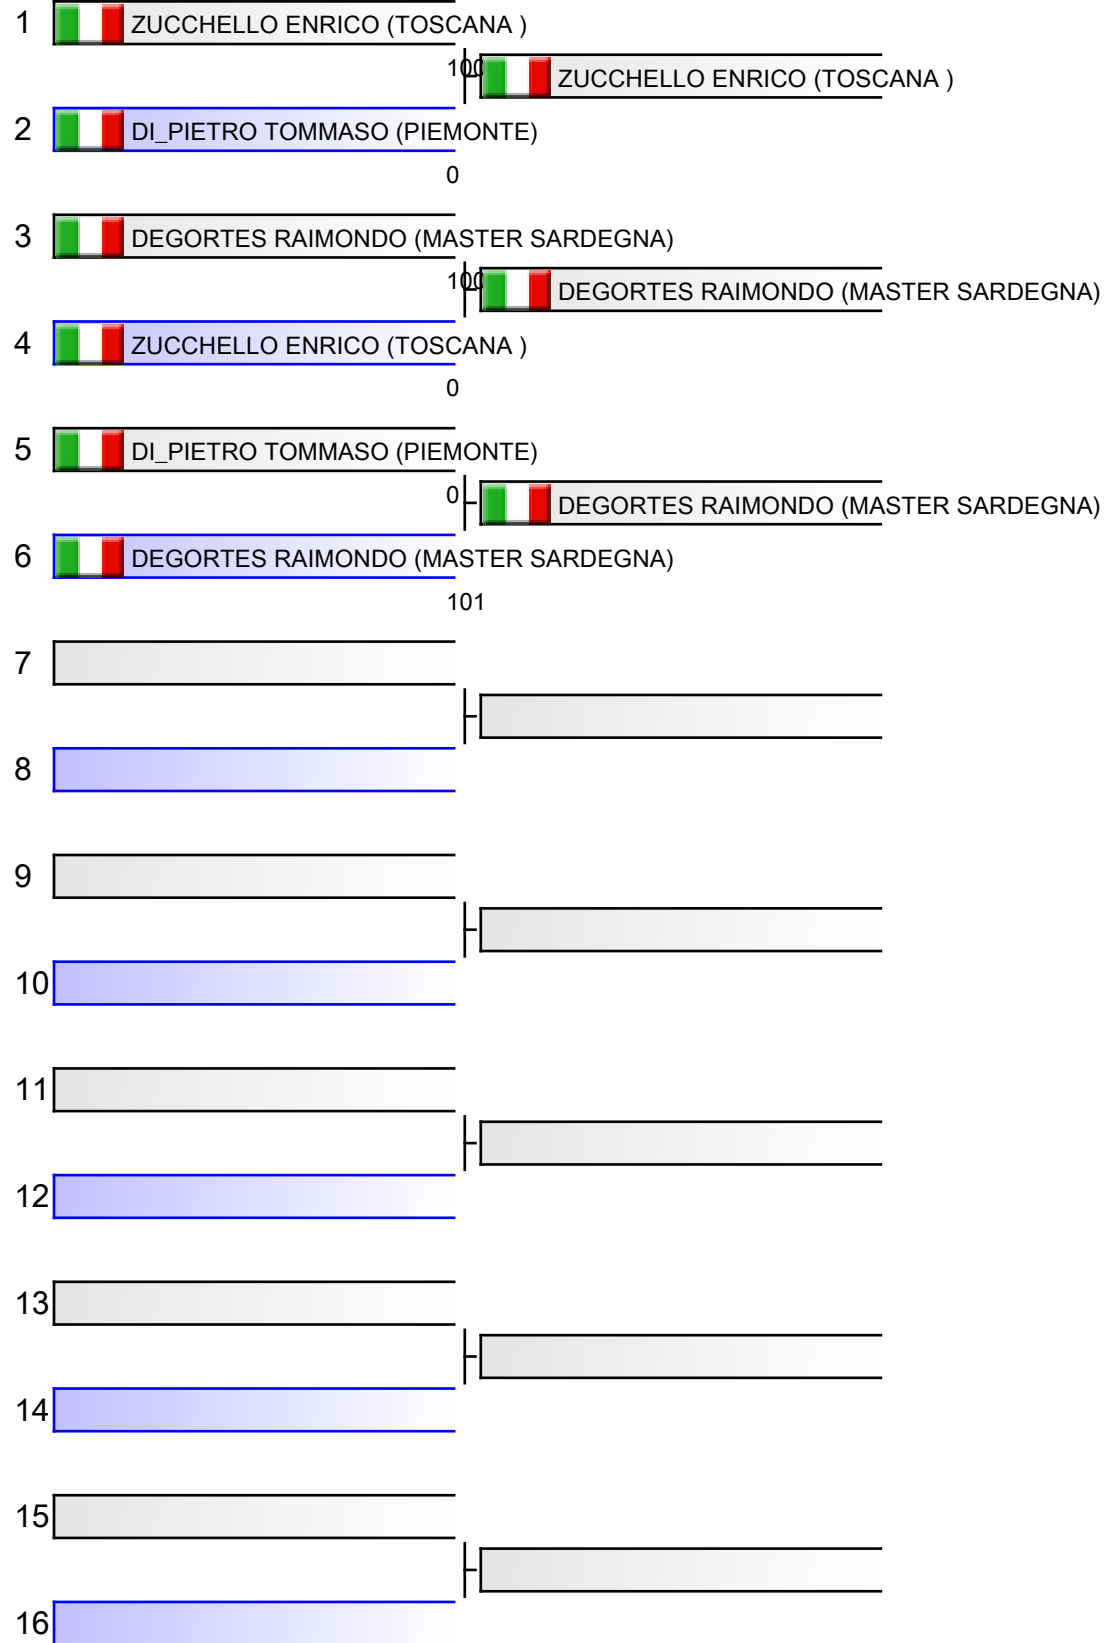 1 ZUCCHELLO ENRICO (TOSCANA )
100 ZUCCHELLO ENRICO (TOSCANA )
2 DI_PIETRO TOMMASO (PIEMONTE)
0
3 DEGORTES RAIMONDO (MASTER SARDEGNA)
100 DEGORTES RAIMONDO (MASTER SARDEGNA)
4 ZUCCHELLO ENRICO (TOSCANA )
0
5 DI_PIETRO TOMMASO (PIEMONTE)
0 DEGORTES RAIMONDO (MASTER SARDEGNA)
6 DEGORTES RAIMONDO (MASTER SARDEGNA)
101
7
8
9
10
11
12
13
14
15
16